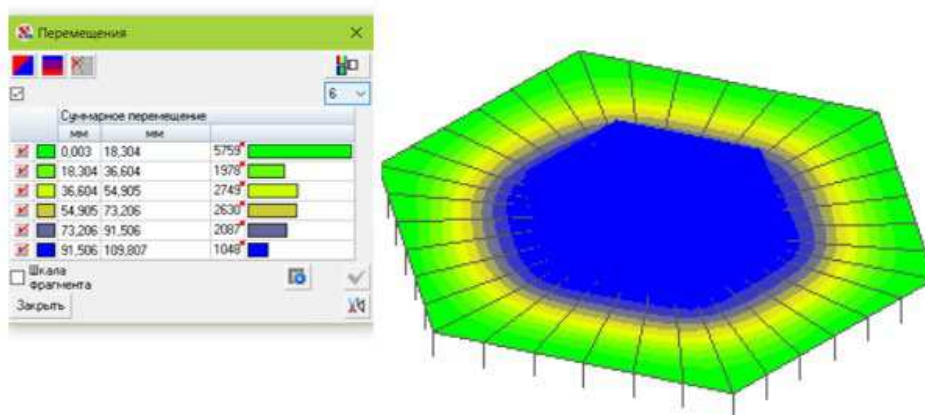 Перемещения
6
Суммарное перемещение
мм мм
0,003 18,304 5759
18,304 36,604 1978
36,604 54,905 2749
54,905 73,206 2630
73,206 91,506 2087
91,506 109,807 1048
Шкала
фрагмента
Закрыть